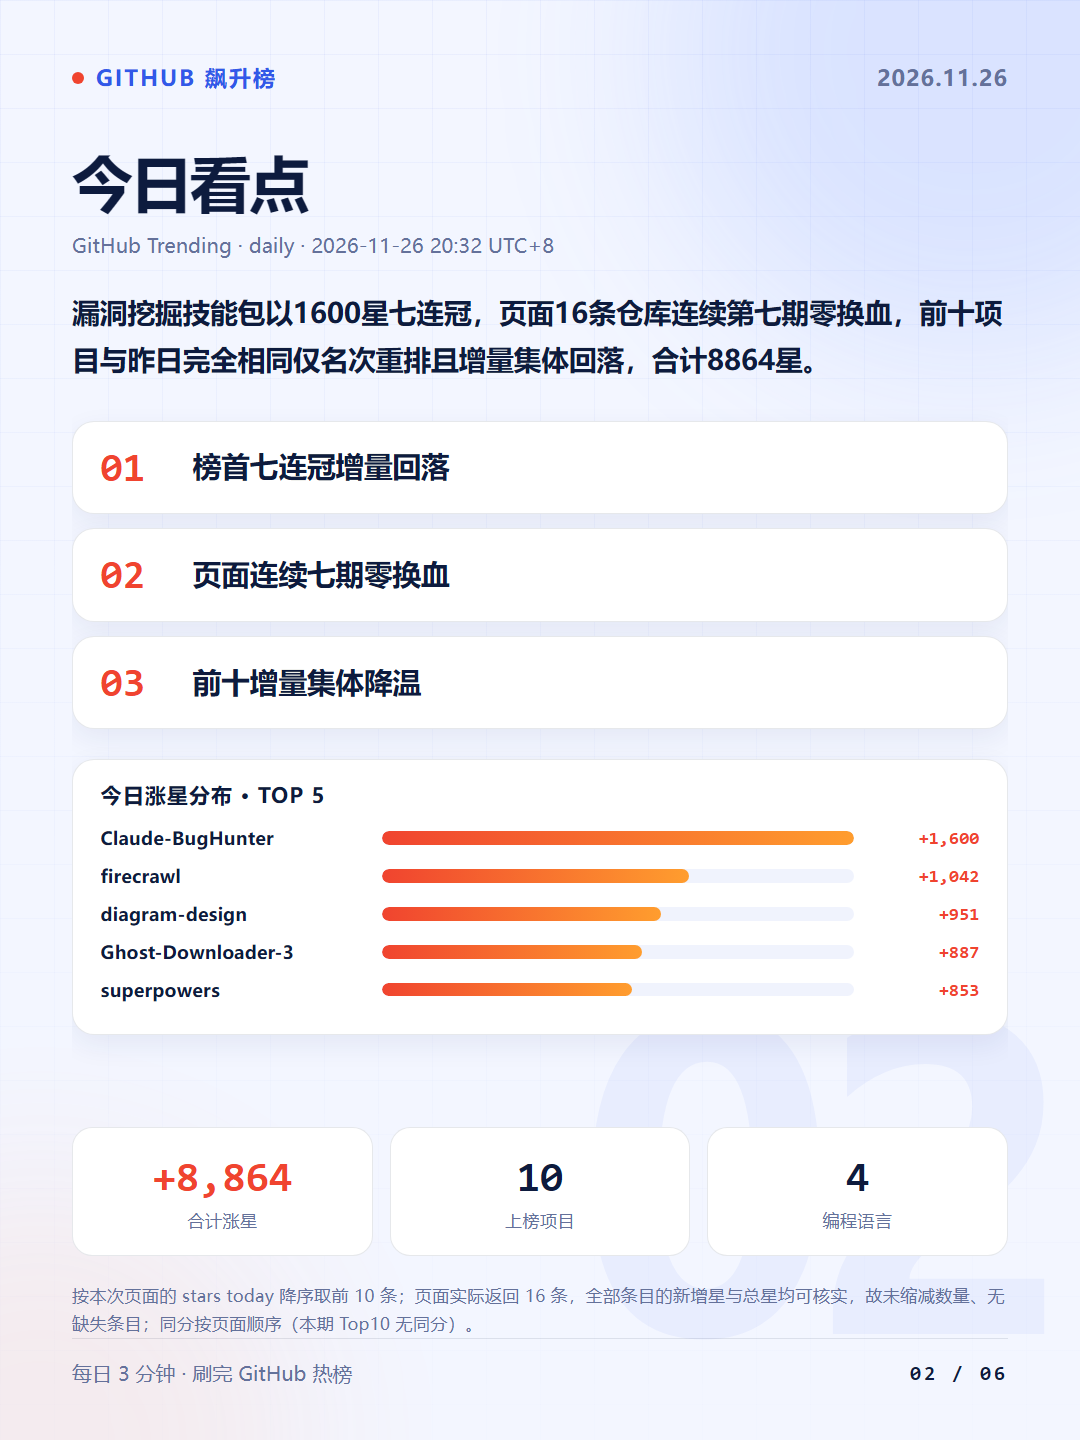 GITHUB 飙升榜
2026.11.26
今日看点
GitHub Trending · daily · 2026-11-26 20:32 UTC+8
漏洞挖掘技能包以1600星七连冠，页面16条仓库连续第七期零换血，前十项
目与昨日完全相同仅名次重排且增量集体回落，合计8864星。
01 榜首七连冠增量回落
02 页面连续七期零换血
03 前十增量集体降温
今日涨星分布 • TOP 5
Claude-BugHunter +1,600
firecrawl +1,042
diagram-design +951
Ghost-Downloader-3 +887
superpowers +853
+8,864
合计涨星
10
上榜项目
4
编程语言
按本次页面的 stars today 降序取前 10 条；页面实际返回 16 条，全部条目的新增星与总星均可核实，故未缩减数量、无
缺失条目；同分按页面顺序（本期 Top10 无同分）。
每日 3 分钟 · 刷完 GitHub 热榜
02 / 06
02